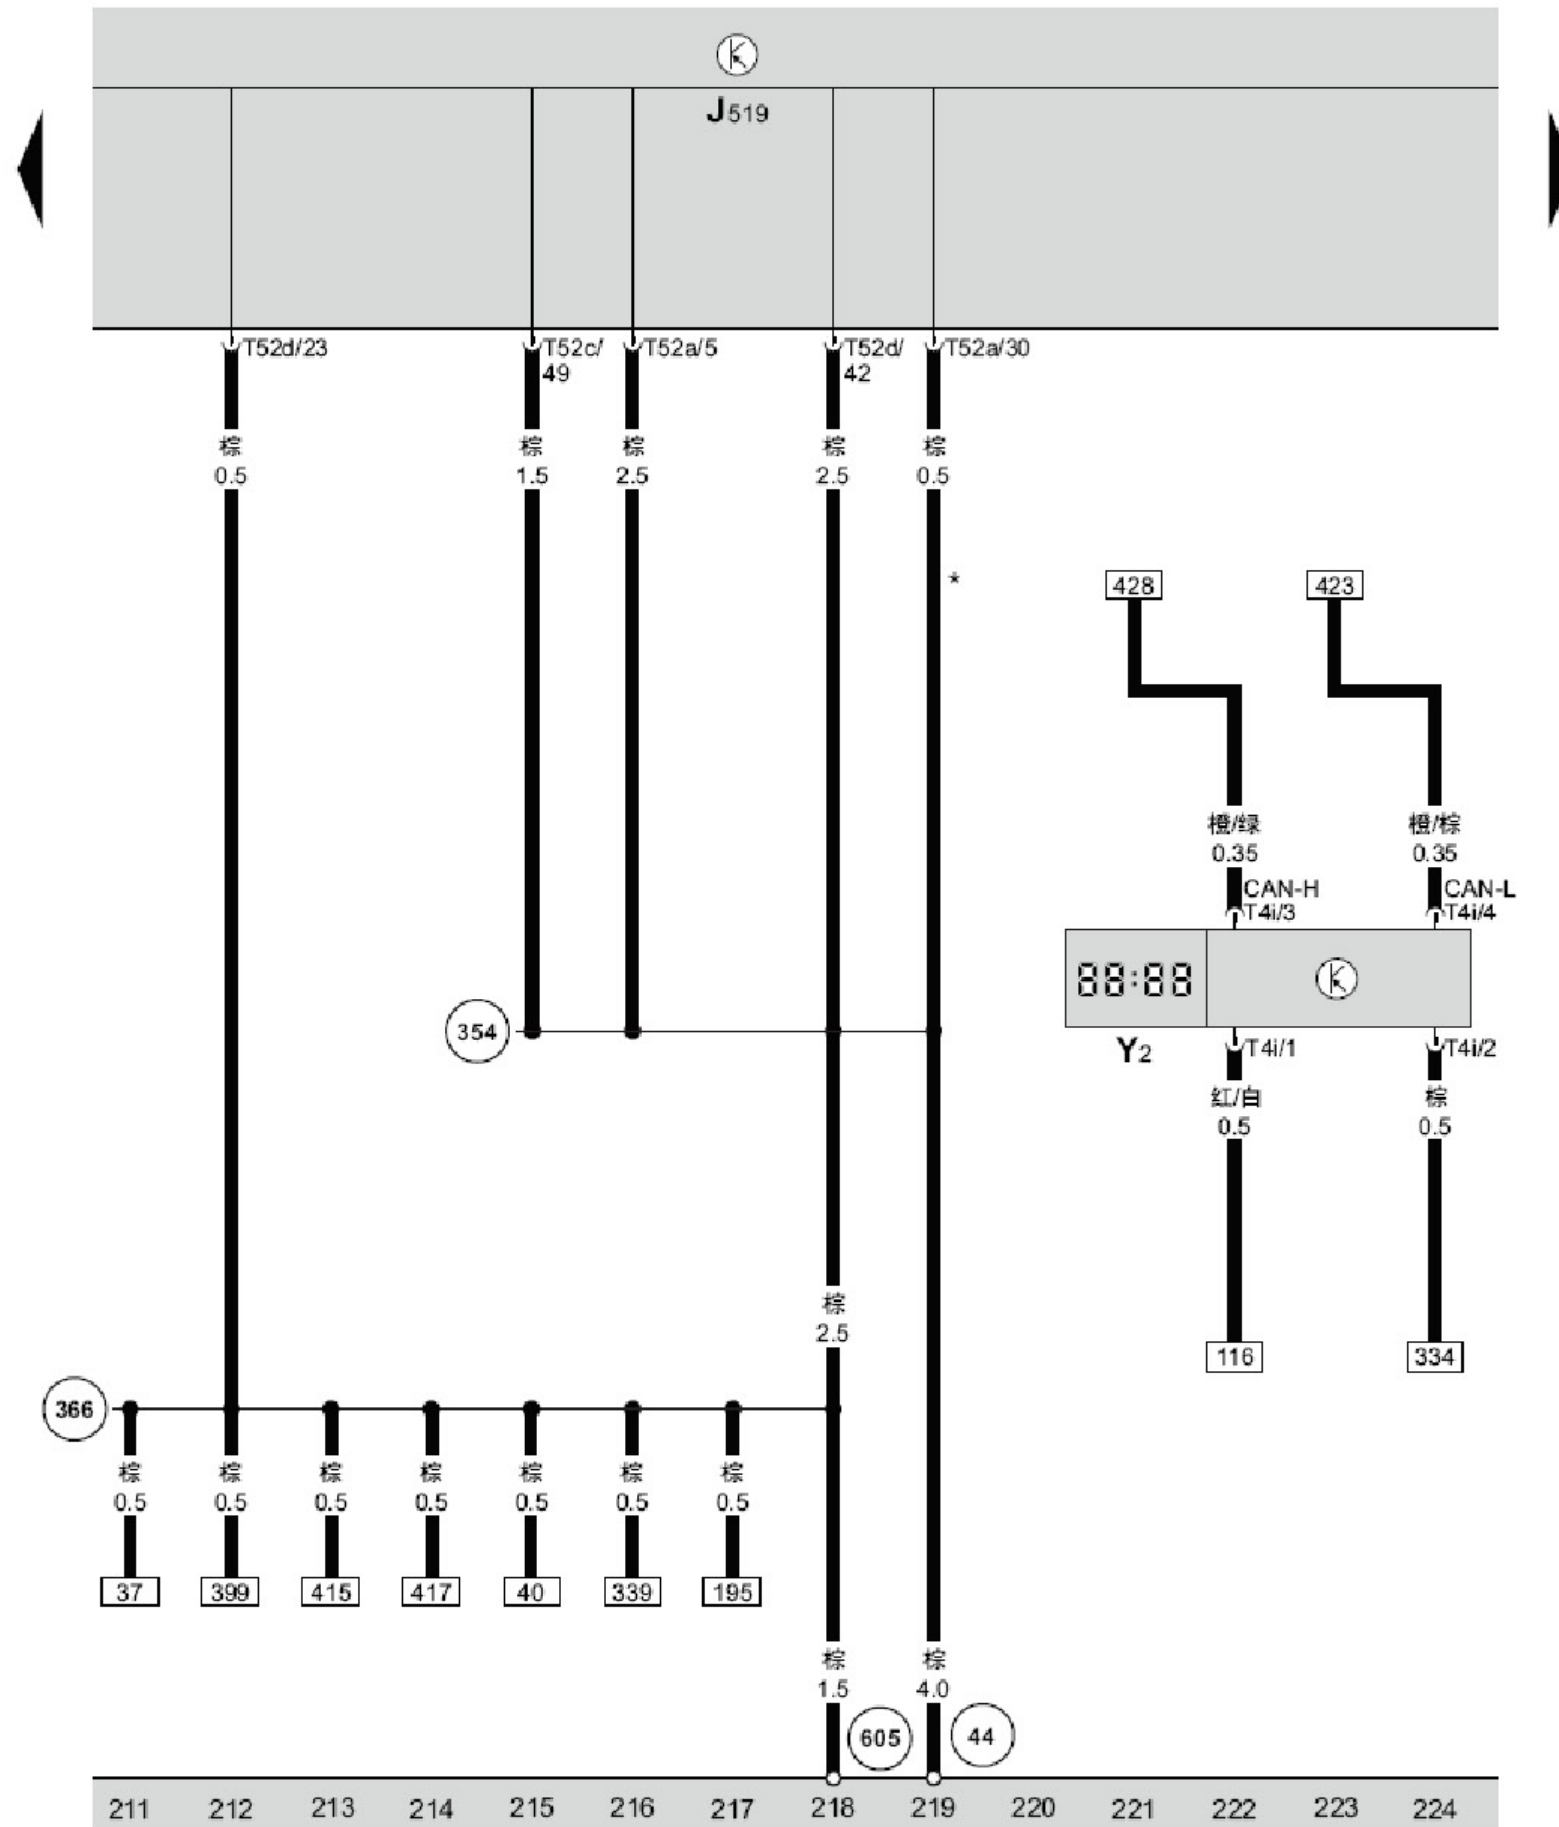 J519
T52d/23
T52c/
49
T52a/5
T52d/
42
T52a/30
棕
0.5
棕
1.5
棕
2.5
棕
2.5
棕
0.5
*
428
423
橙/绿
0.35
橙/棕
0.35
CAN-H
T4i/3
CAN-L
T4i/4
88:88
354
Y2
T4i/1
T4i/2
红/白
0.5
棕
0.5
棕
2.5
116
334
366
棕
0.5
棕
0.5
棕
0.5
棕
0.5
棕
0.5
棕
0.5
棕
0.5
37
399
415
417
40
339
195
棕
1.5
棕
4.0
605
44
211 212 213 214 215 216 217 218 219 220 221 222 223 224